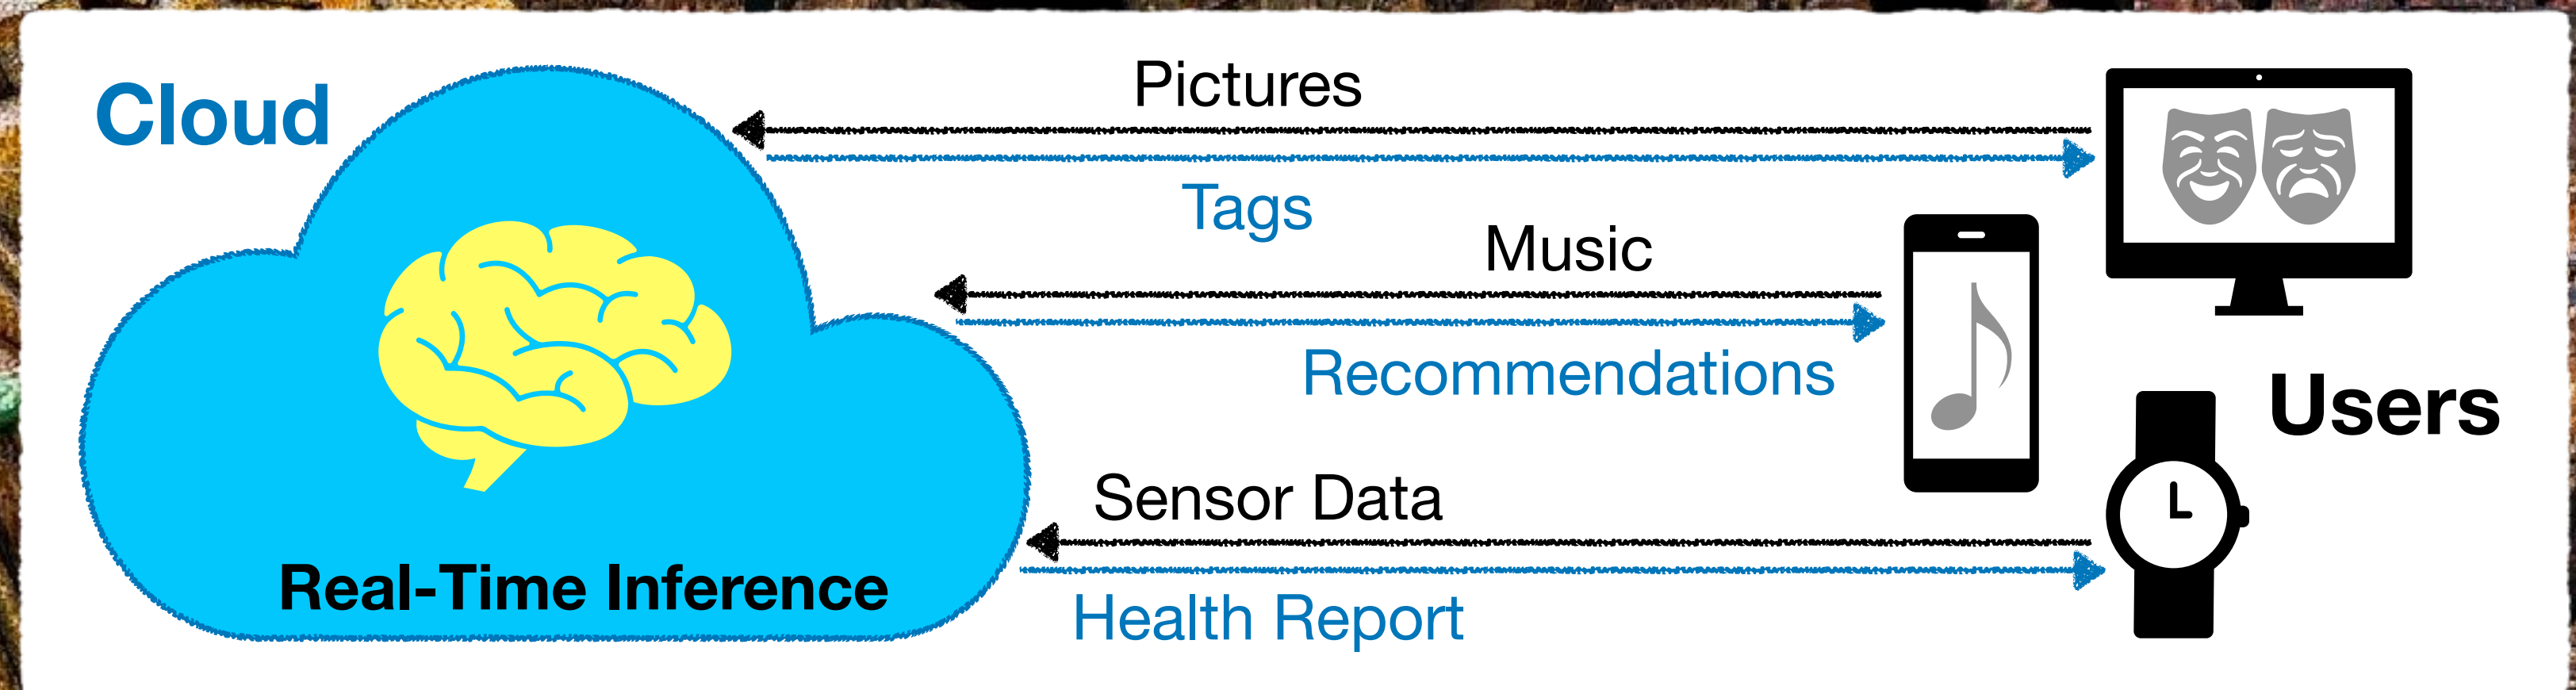 Cloud
Pictures
Tags
Music
Recommendations
Users
Sensor Data
Health Report
Real-Time Inference